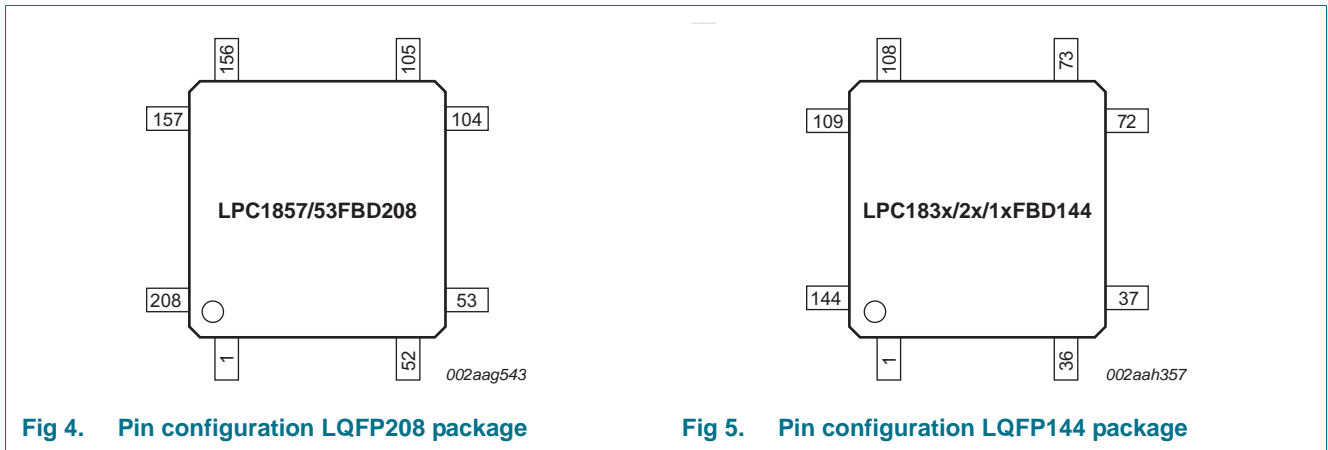 156
105
157
104
LPC1857/53FBD208
208
53
1
52
002aag543
Fig 4. Pin configuration LQFP208 package
108
73
109
72
LPC183x/2x/1xFBD144
144
37
1
36
002aah357
Fig 5. Pin configuration LQFP144 package